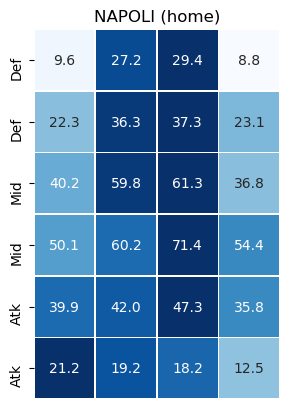 NAPOLI (home)
Def 9.6 27.2 29.4 8.8
Def 22.3 36.3 37.3 23.1
Mid 40.2 59.8 61.3 36.8
Mid 50.1 60.2 71.4 54.4
Atk 39.9 42.0 47.3 35.8
Atk 21.2 19.2 18.2 12.5